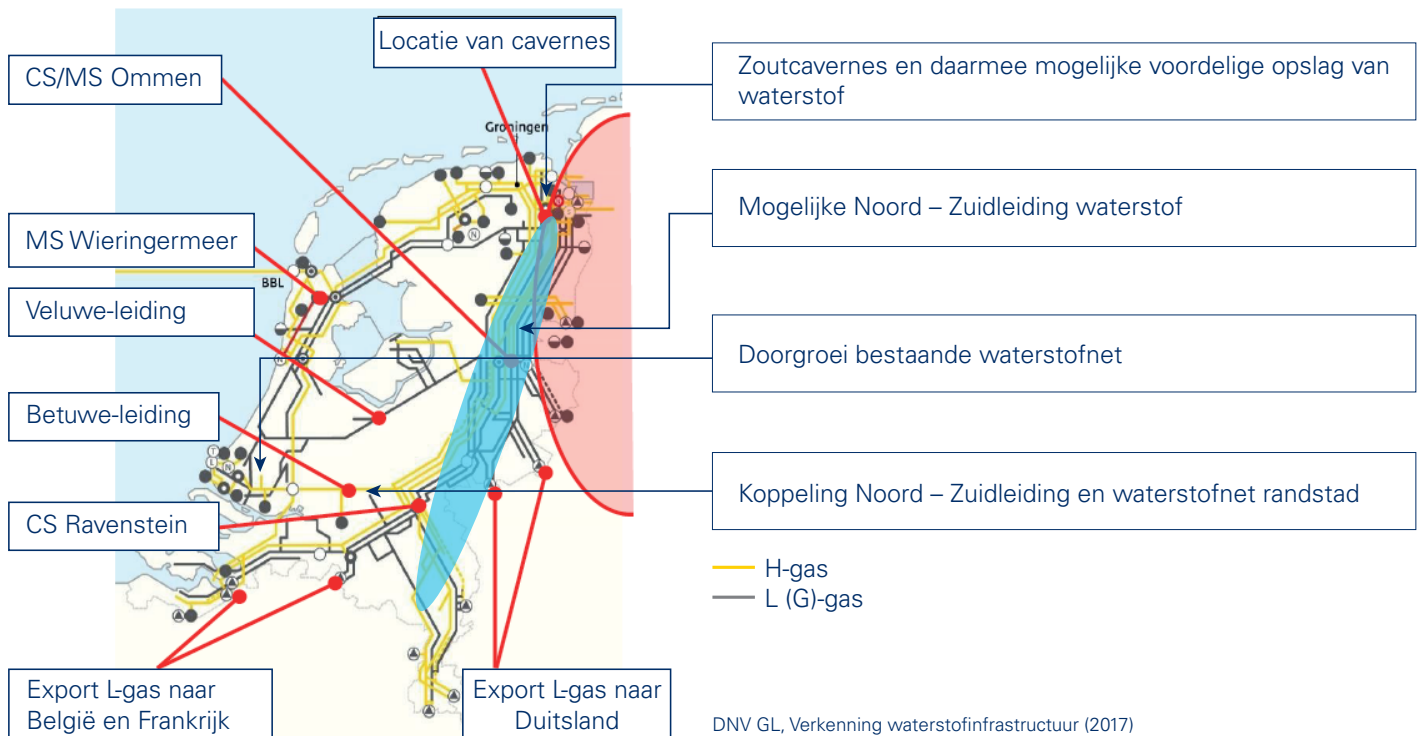 Locatie van cavernes
CS/MS Ommen
Zoutcavernes en daarmee mogelijke voordelige opslag van
waterstof
Groningen
Mogelijke Noord – Zuidleiding waterstof
MS Wieringermeer
BBL
Veluwe-leiding
Doorgroei bestaande waterstofnet
Betuwe-leiding
Koppeling Noord – Zuidleiding en waterstofnet randstad
CS Ravenstein
H-gas
L (G)-gas
Export L-gas naar
België en Frankrijk
Export L-gas naar
Duitsland
DNV GL, Verkenning waterstofinfrastructuur (2017)
N
T
L
N